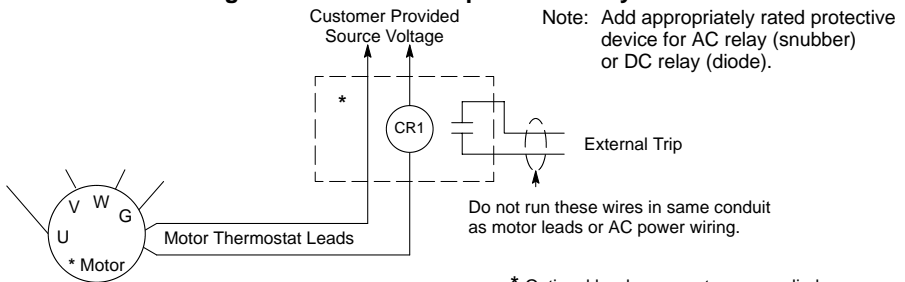 Customer Provided
Source Voltage
Note: Add appropriately rated protective
device for AC relay (snubber)
or DC relay (diode).
*
CR1
External Trip
Do not run these wires in same conduit
as motor leads or AC power wiring.
V W
G
U
* Motor
Motor Thermostat Leads